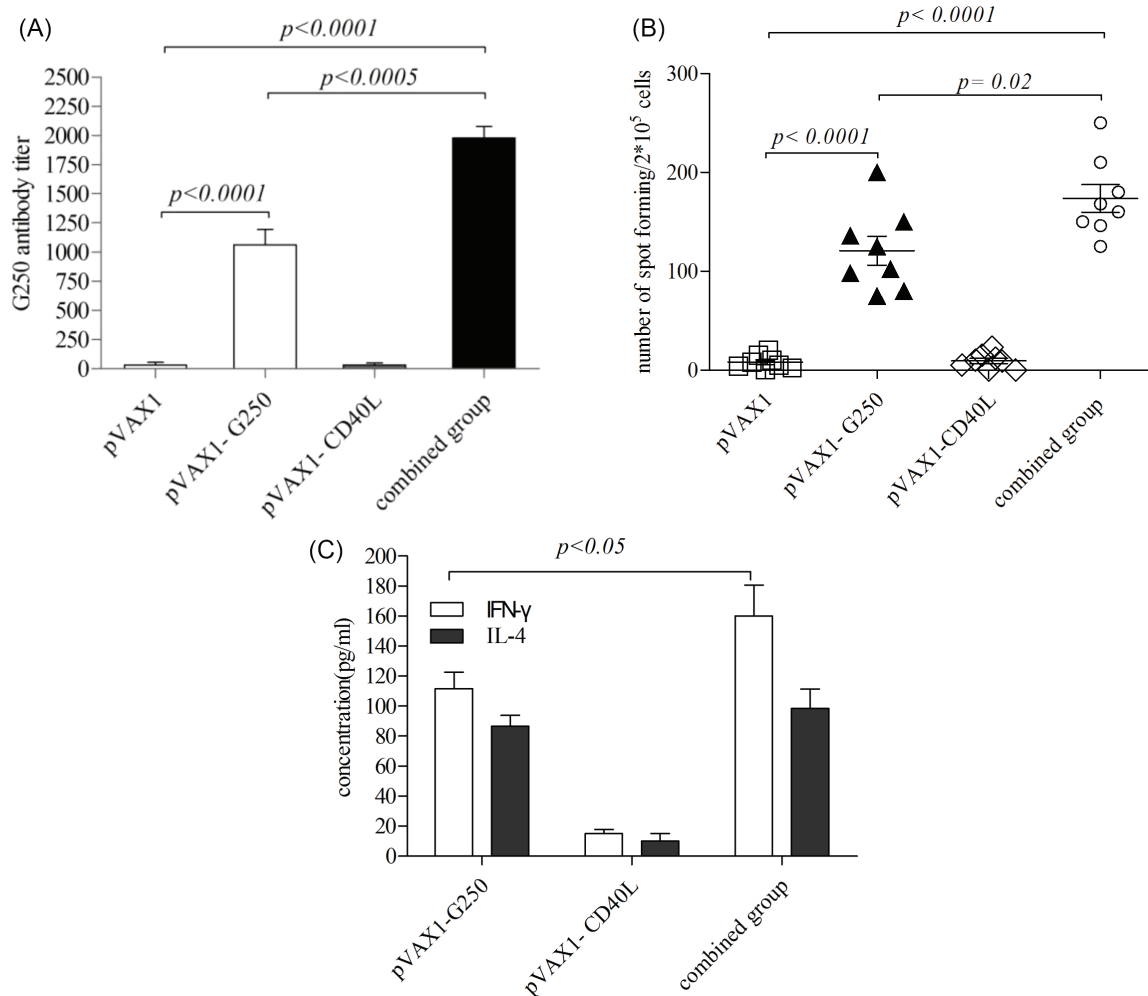 (A)
p<0.0001
p<0.0005
p<0.0001
G250 antibody titer
2500
2250
2000
1750
1500
1250
1000
750
500
250
0
pVAX1
pVAX1- G250
pVAX1- CD40L
combined group
(B)
p< 0.0001
p= 0.02
p< 0.0001
number of spot forming/2*10⁵ cells
300
200
100
0
pVAX1
pVAX1- G250
pVAX1-CD40L
combined group
(C)
p<0.05
IFN-γ
IL-4
concentration(pg/ml)
200
180
160
140
120
100
80
60
40
20
0
pVAX1-G250
pVAX1- CD40L
combined group